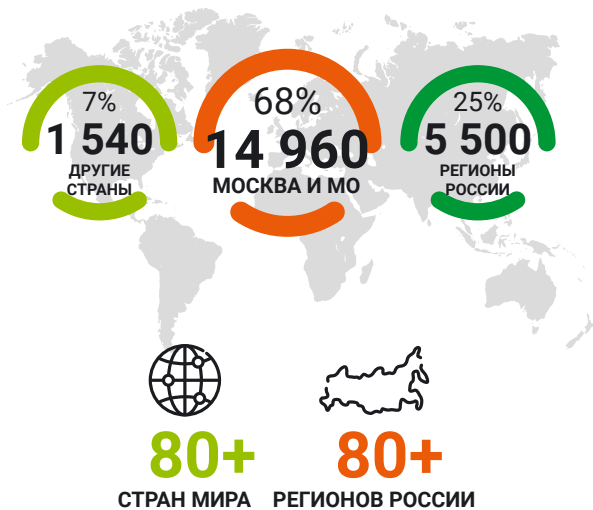 7%
1 540
ДРУГИЕ
СТРАНЫ
68%
14 960
МОСКВА И МО
25%
5 500
РЕГИОНЫ
РОССИИ
80+
СТРАН МИРА
80+
РЕГИОНОВ РОССИИ